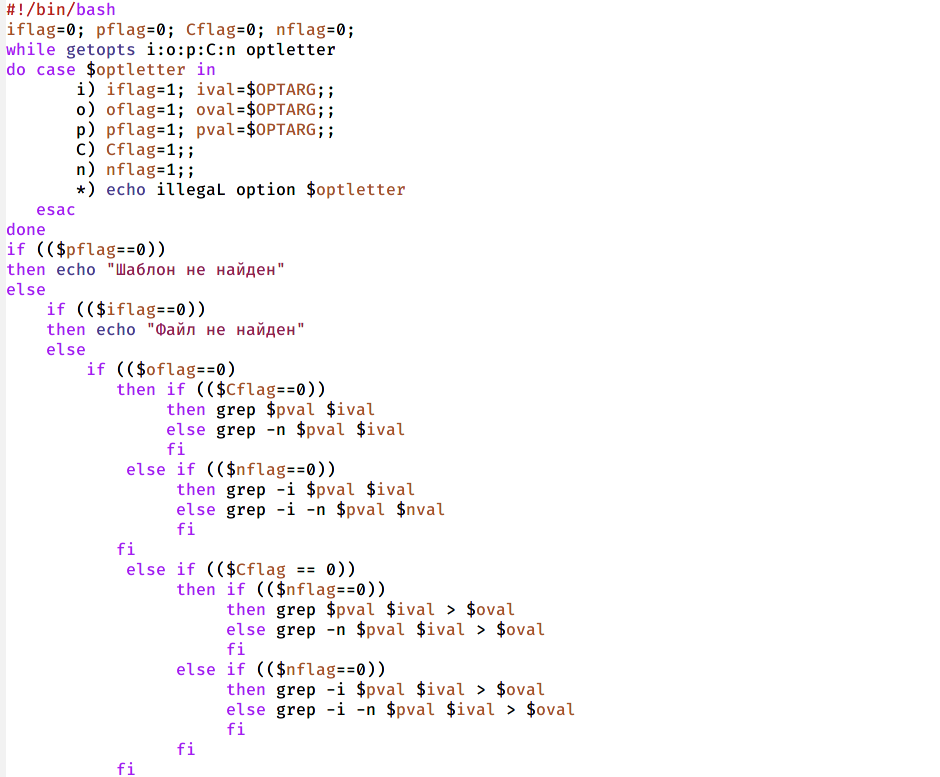 #!/bin/bash
iflag=0; pflag=0; Cflag=0; nflag=0;
while getopts i:o:p:C:n optletter
do case $optletter in
       i) iflag=1; ival=$OPTARG;;
       o) oflag=1; oval=$OPTARG;;
       p) pflag=1; pval=$OPTARG;;
       C) Cflag=1;;
       n) nflag=1;;
       *) echo illegaL option $optletter
   esac
done
if (($pflag==0))
then echo "Шаблон не найден"
else
    if (($iflag==0))
    then echo "Файл не найден"
    else
        if (($oflag==0)
           then if (($Cflag==0))
                then grep $pval $ival
                else grep -n $pval $ival
                fi
            else if (($nflag==0))
                 then grep -i $pval $ival
                 else grep -i -n $pval $nval
                 fi
           fi
            else if (($Cflag == 0))
                 then if (($nflag==0))
                      then grep $pval $ival > $oval
                      else grep -n $pval $ival > $oval
                      fi
                 else if (($nflag==0))
                      then grep -i $pval $ival > $oval
                      else grep -i -n $pval $ival > $oval
                      fi
                 fi
           fi